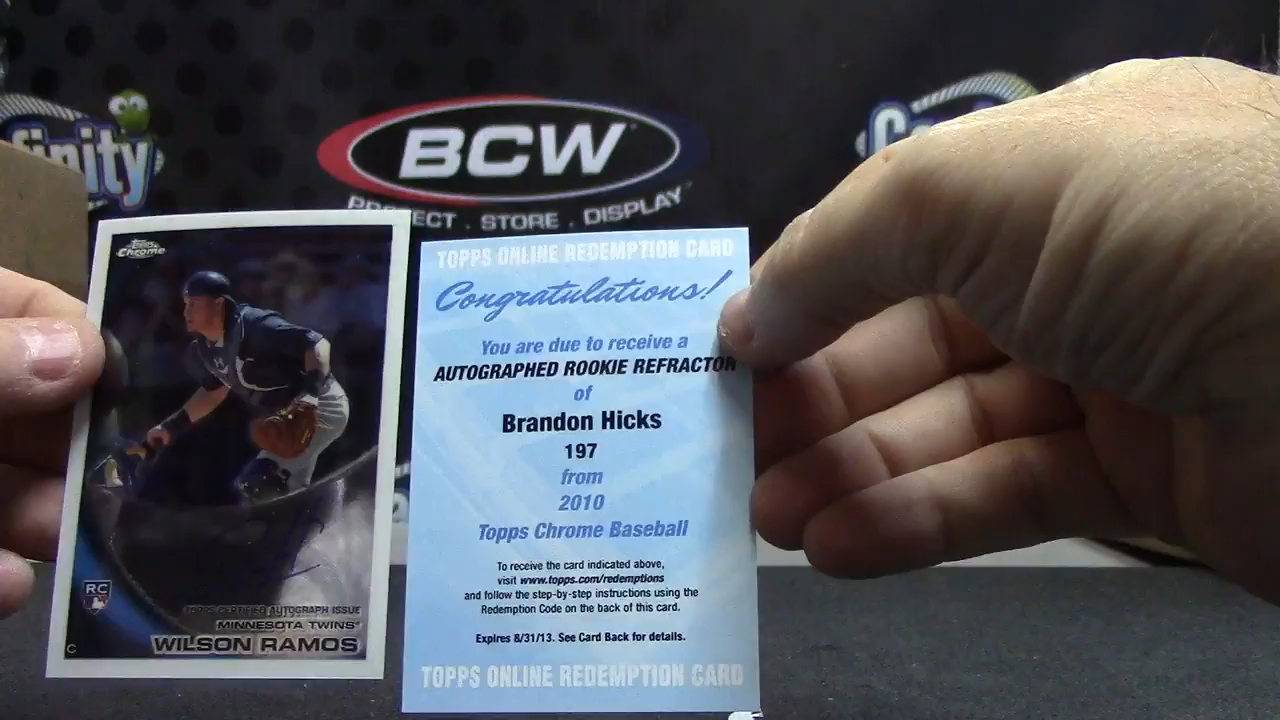 finity
BCW
PROTECT . STORE . DISPLAY
Topps
Chrome
RC
TOPPS CERTIFIED AUTOGRAPH ISSUE
MINNESOTA TWINS
C
WILSON RAMOS
TOPPS ONLINE REDEMPTION CARD
Congratulations!
You are due to receive a
AUTOGRAPHED ROOKIE REFRACTOR
of
Brandon Hicks
197
from
2010
Topps Chrome Baseball
To receive the card indicated above,
visit www.topps.com/redemptions
and follow the step-by-step instructions using the
Redemption Code on the back of this card.
Expires 8/31/13. See Card Back for details.
TOPPS ONLINE REDEMPTION CARD